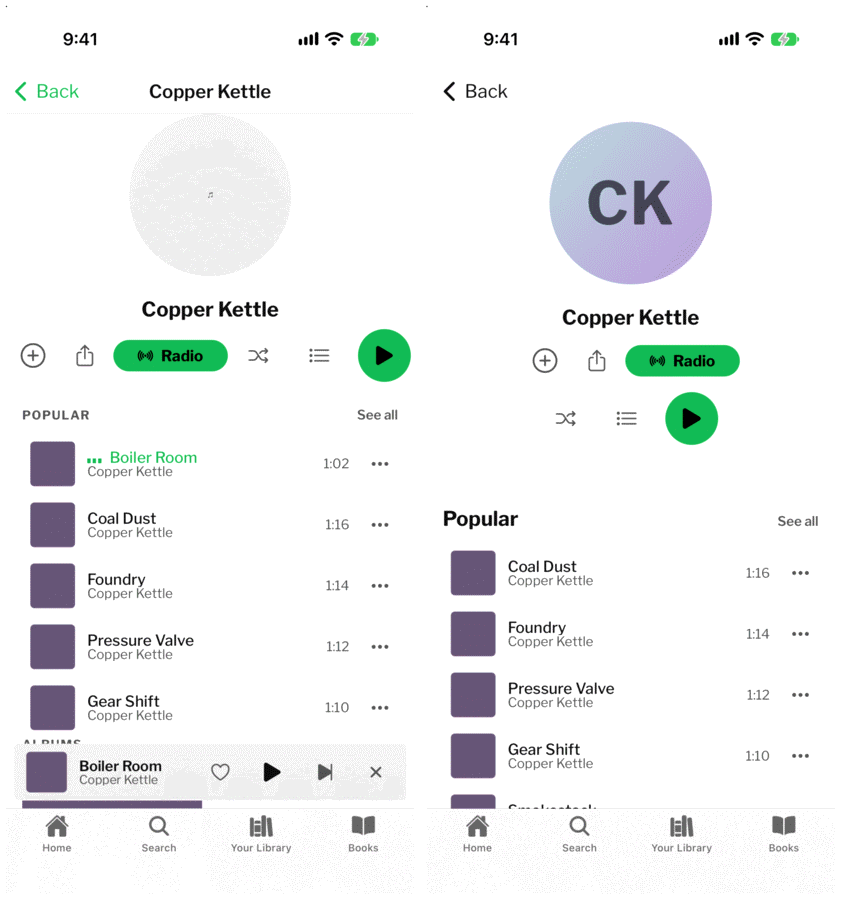 9:41
Back
Copper Kettle
Copper Kettle
Radio
POPULAR
See all
Boiler Room
Copper Kettle
1:02
Coal Dust
Copper Kettle
1:16
Foundry
Copper Kettle
1:14
Pressure Valve
Copper Kettle
1:12
Gear Shift
Copper Kettle
1:10
ALBUMS
Boiler Room
Copper Kettle
Home
Search
Your Library
Books
9:41
Back
CK
Copper Kettle
Radio
Popular
See all
Coal Dust
Copper Kettle
1:16
Foundry
Copper Kettle
1:14
Pressure Valve
Copper Kettle
1:12
Gear Shift
Copper Kettle
1:10
Smokestack
Home
Search
Your Library
Books